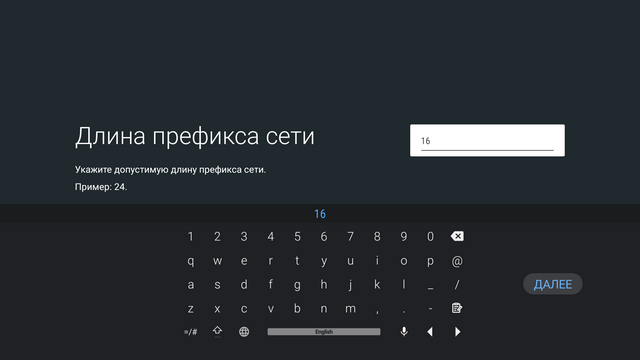 Длина префикса сети
16
Укажите допустимую длину префикса сети.
Пример: 24.
16
1 2 3 4 5 6 7 8 9 0
q w e r t y u i o p @
a s d f g h j k l _ /
ДАЛЕЕ
z x c v b n m , . -
=/# English